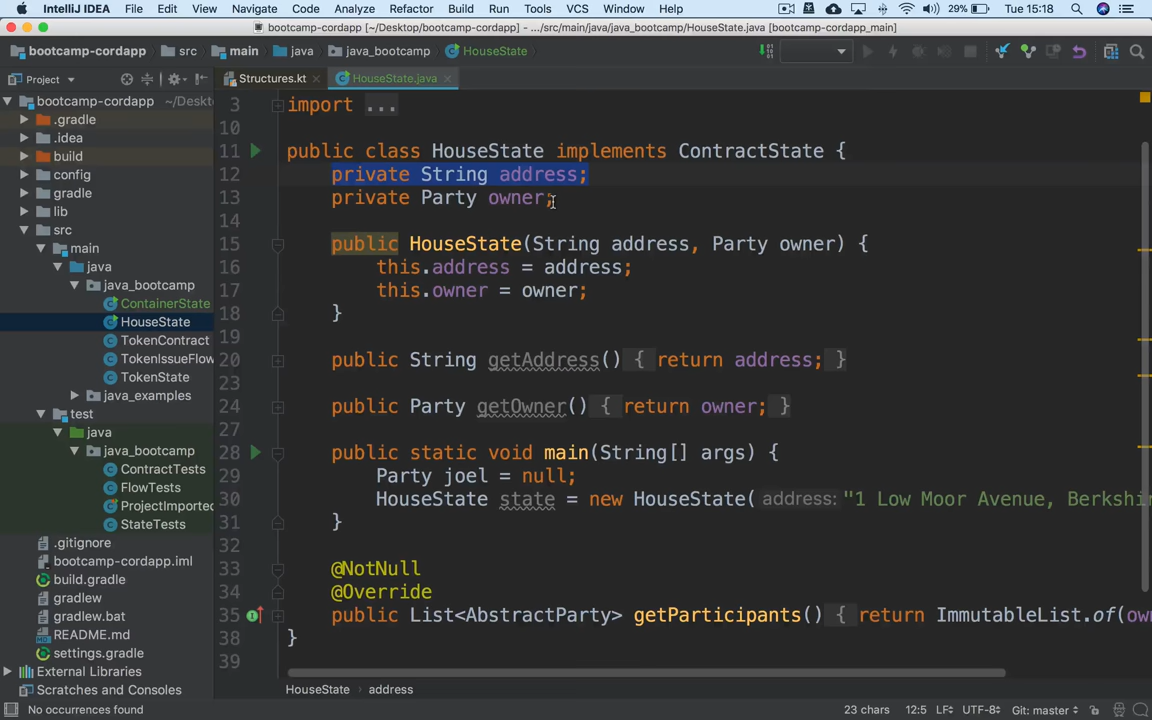 IntelliJ IDEA File Edit View Navigate Code Analyze Refactor Build Run Tools VCS Window Help 29% Tue 15:18
bootcamp-cordapp [~/Desktop/bootcamp-cordapp] - .../src/main/java/java_bootcamp/HouseState.java [bootcamp-cordapp_main]
bootcamp-cordapp src main java java_bootcamp HouseState
Project
Structures.kt HouseState.java
bootcamp-cordapp ~/Deskt
.gradle
.idea
build
config
gradle
lib
src
main
java
java_bootcamp
ContainerState
HouseState
TokenContract
TokenIssueFlow
TokenState
java_examples
test
java
java_bootcamp
ContractTests
FlowTests
ProjectImported
StateTests
.gitignore
bootcamp-cordapp.iml
build.gradle
gradlew
gradlew.bat
README.md
settings.gradle
External Libraries
Scratches and Consoles
3 import ...
10
11 public class HouseState implements ContractState {
12 private String address;
13 private Party owner;
14
15 public HouseState(String address, Party owner) {
16 this.address = address;
17 this.owner = owner;
18 }
19
20 public String getAddress() { return address; }
23
24 public Party getOwner() { return owner; }
27
28 public static void main(String[] args) {
29 Party joel = null;
30 HouseState state = new HouseState( address: "1 Low Moor Avenue, Berkshi
31 }
32
33 @NotNull
34 @Override
35 public List<AbstractParty> getParticipants() { return ImmutableList.of(ow
38 }
39
HouseState address
No occurrences found 23 chars 12:5 LF UTF-8 Git: master